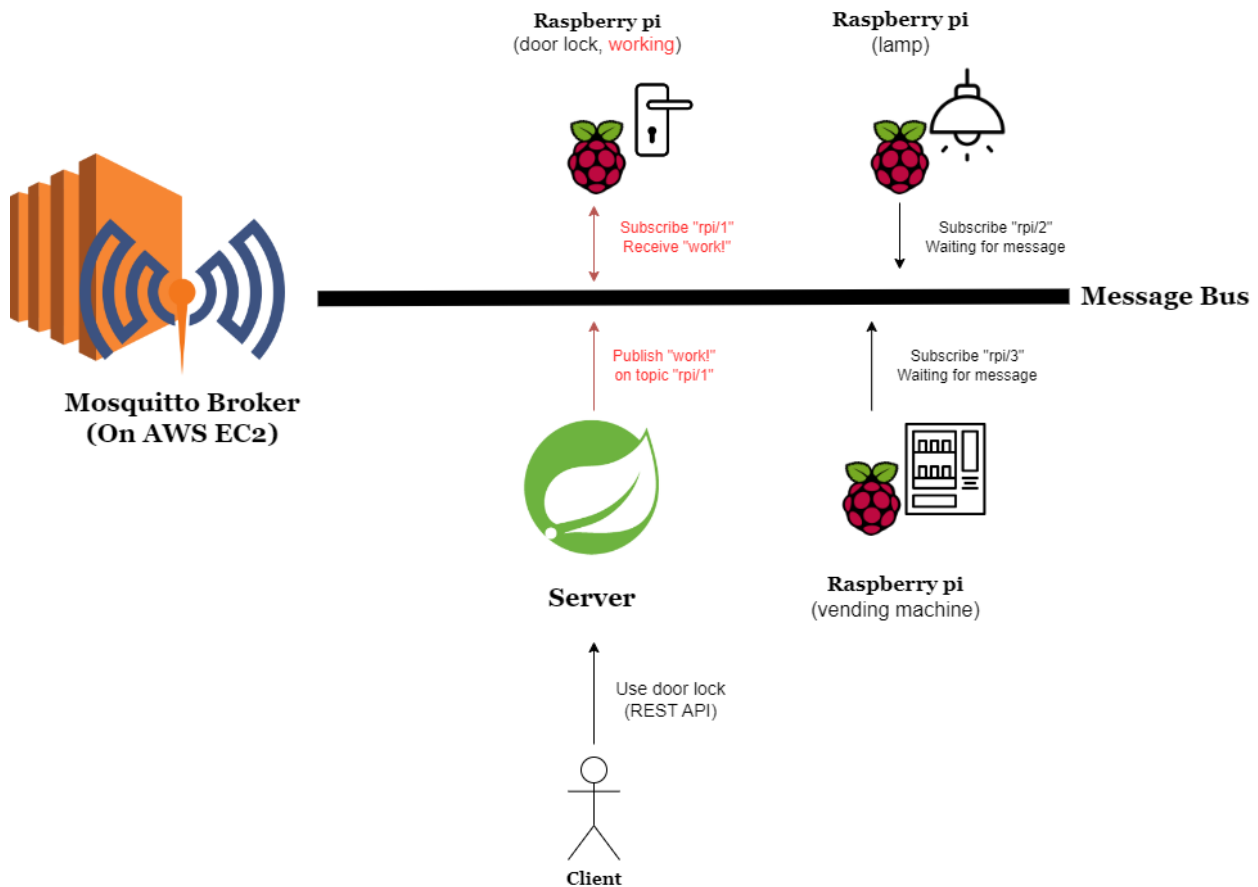 Raspberry pi
(door lock, working)
Raspberry pi
(lamp)
Subscribe "rpi/1"
Receive "work!"
Subscribe "rpi/2"
Waiting for message
Message Bus
Publish "work!"
on topic "rpi/1"
Subscribe "rpi/3"
Waiting for message
Mosquitto Broker
(On AWS EC2)
Server
Raspberry pi
(vending machine)
Use door lock
(REST API)
Client